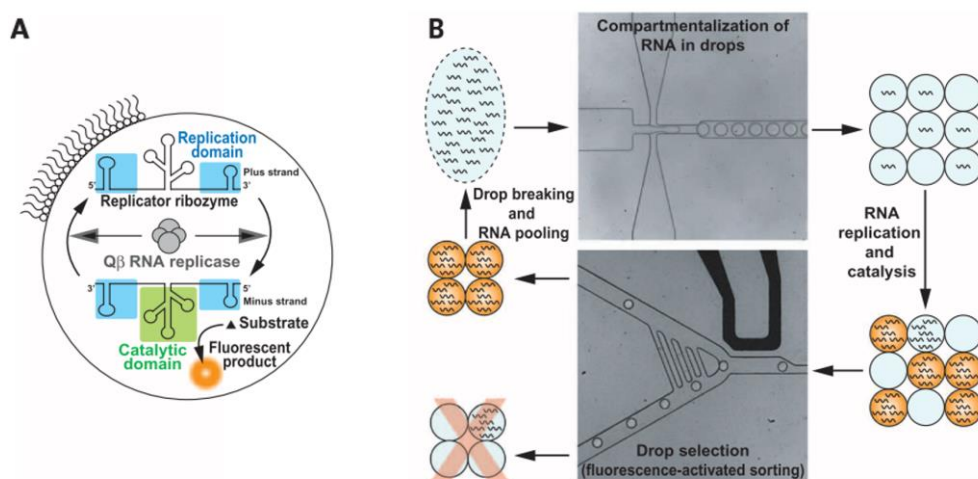 A
Replication
domain
Plus strand
5'
3'
Replicator ribozyme
Qβ RNA replicase
3'
5'
Minus strand
Substrate
Catalytic
domain
Fluorescent
product
B
Compartmentalization of
RNA in drops
Drop breaking
and
RNA pooling
RNA
replication
and
catalysis
Drop selection
(fluorescence-activated sorting)